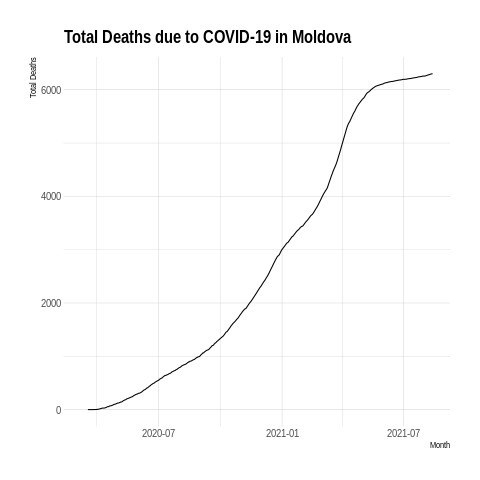 Total Deaths due to COVID-19 in Moldova
Total Deaths
6000
4000
2000
0
2020-07
2021-01
2021-07
Month